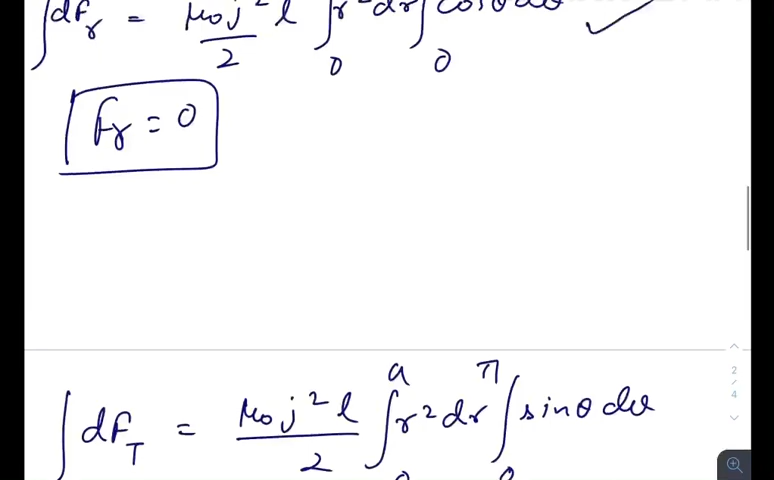 ∫dF_r = μ₀j²l/2 ∫₀ r²dr ∫₀ cosθdθ ✓
F_r = 0
∫dF_T = μ₀j²l/2 ∫₀^a r²dr ∫₀^π sinθ dθ
2
/
4